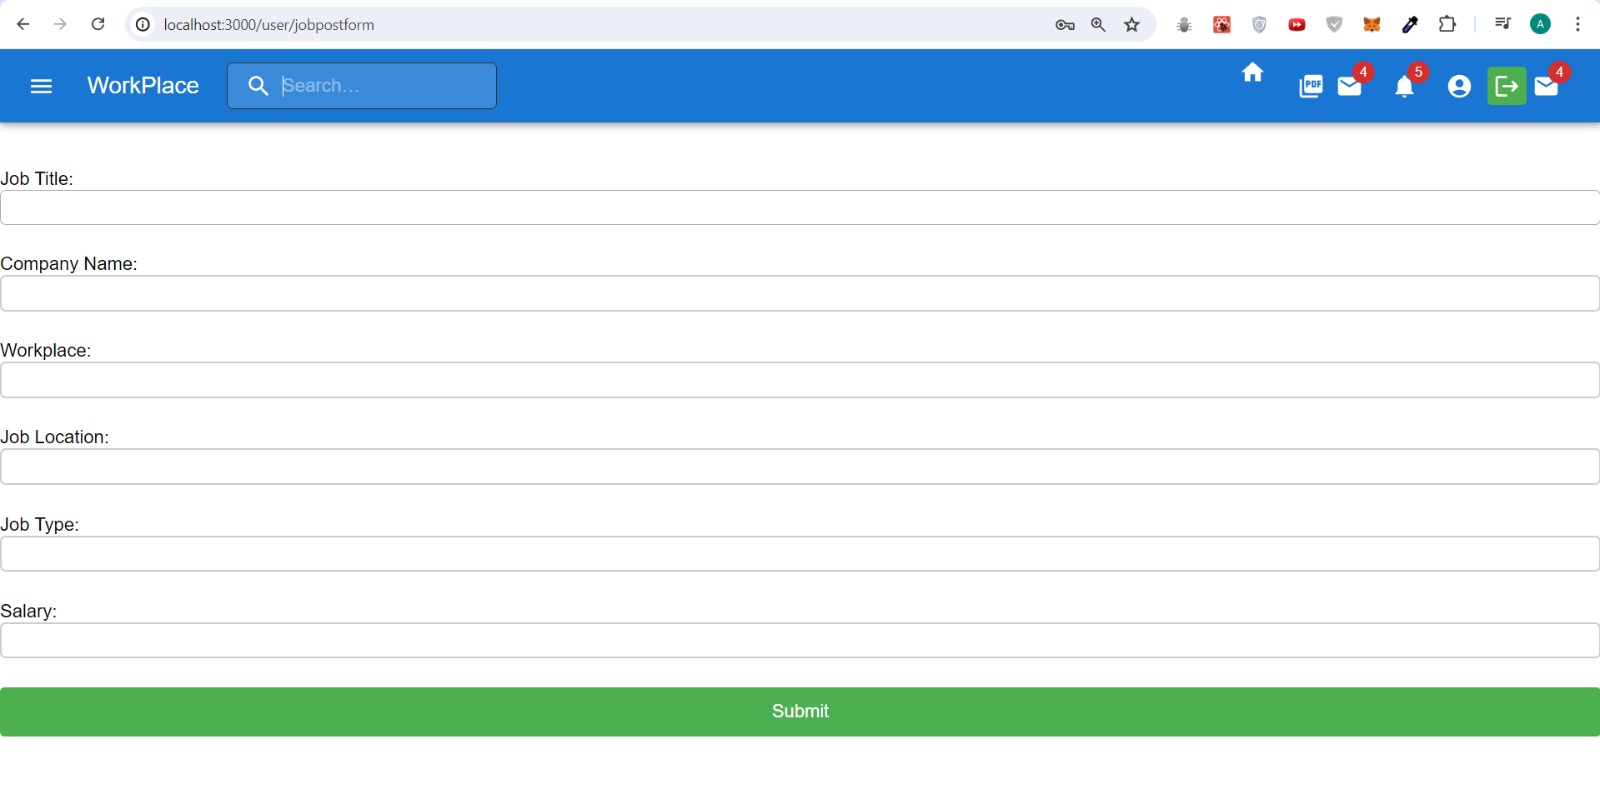 localhost:3000/user/jobpostform
A
WorkPlace
Search...
PDF
4
5
4
Job Title:
Company Name:
Workplace:
Job Location:
Job Type:
Salary:
Submit